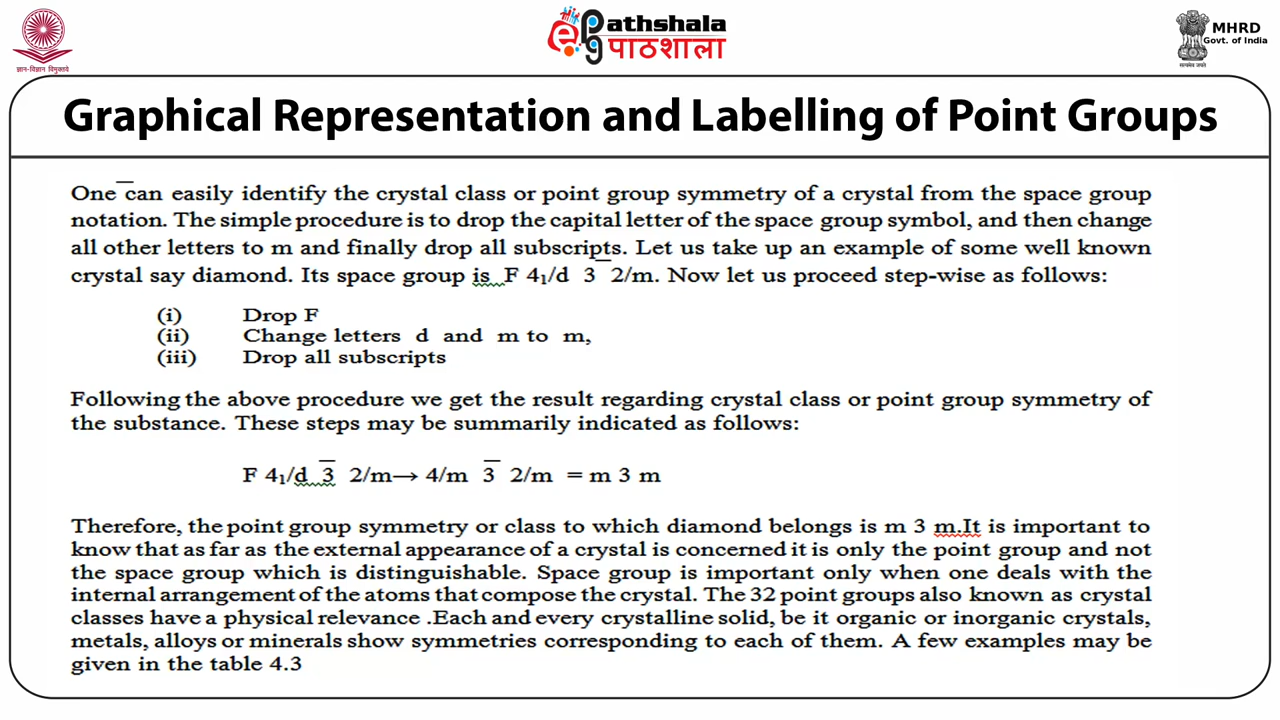 ज्ञान-विज्ञान विमुक्तये
ePG Pathshala
पाठशाला
MHRD
Govt. of India
सत्यमेव जयते
Graphical Representation and Labelling of Point Groups
One can easily identify the crystal class or point group symmetry of a crystal from the space group
notation. The simple procedure is to drop the capital letter of the space group symbol, and then change
all other letters to m and finally drop all subscripts. Let us take up an example of some well known
crystal say diamond. Its space group is F 4₁/d 3̅ 2/m. Now let us proceed step-wise as follows:
(i) Drop F
(ii) Change letters d and m to m,
(iii) Drop all subscripts
Following the above procedure we get the result regarding crystal class or point group symmetry of
the substance. These steps may be summarily indicated as follows:
F 4₁/d 3̅ 2/m→ 4/m 3̅ 2/m = m 3 m
Therefore, the point group symmetry or class to which diamond belongs is m 3 m.It is important to
know that as far as the external appearance of a crystal is concerned it is only the point group and not
the space group which is distinguishable. Space group is important only when one deals with the
internal arrangement of the atoms that compose the crystal. The 32 point groups also known as crystal
classes have a physical relevance .Each and every crystalline solid, be it organic or inorganic crystals,
metals, alloys or minerals show symmetries corresponding to each of them. A few examples may be
given in the table 4.3